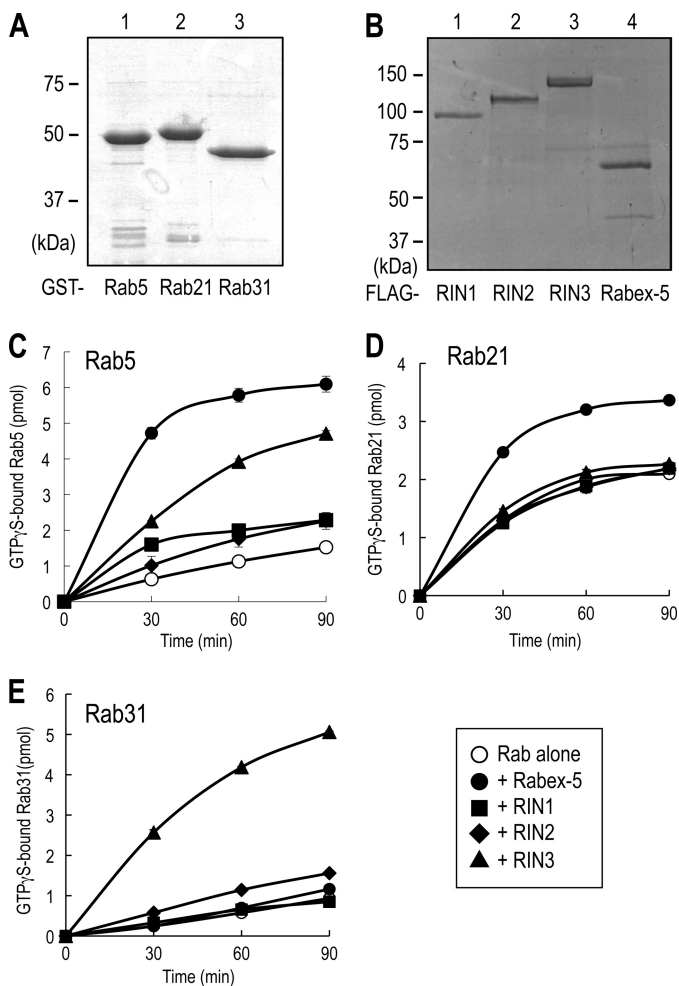 A
1 2 3
75
50
37
(kDa)
GST- Rab5 Rab21 Rab31
B
1 2 3 4
150
100
75
50
37
(kDa)
FLAG- RIN1 RIN2 RIN3 Rabex-5
C
Rab5
GTPγS-bound Rab5 (pmol)
7
6
5
4
3
2
1
0
0 30 60 90
Time (min)
D
Rab21
GTPγS-bound Rab21 (pmol)
4
3
2
1
0
0 30 60 90
Time (min)
E
Rab31
GTPγS-bound Rab31(pmol)
6
5
4
3
2
1
0
0 30 60 90
Time (min)
Rab alone
+ Rabex-5
+ RIN1
+ RIN2
+ RIN3